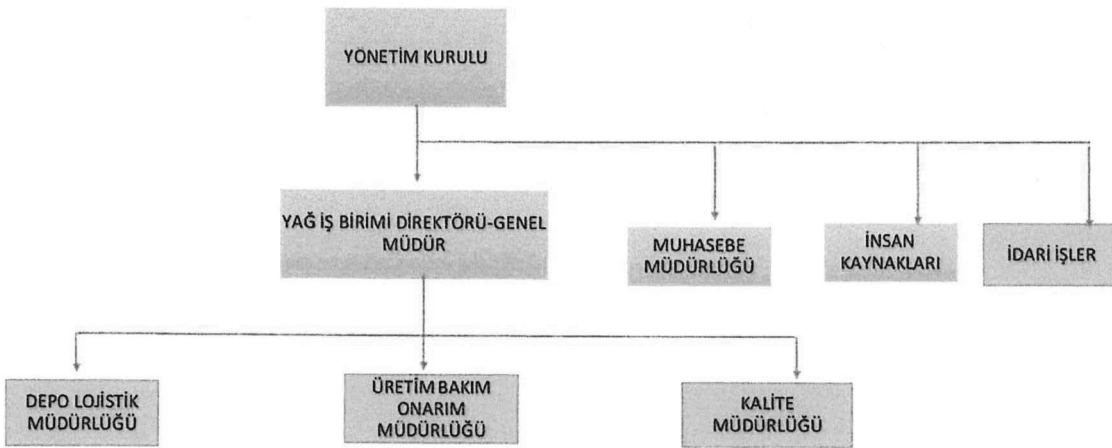 YÖNETİM KURULU
YAĞ İŞ BİRİMİ DİREKTÖRÜ-GENEL
MÜDÜR
MUHASEBE
MÜDÜRLÜĞÜ
İNSAN
KAYNAKLARI
İDARİ İŞLER
DEPO LOJİSTİK
MÜDÜRLÜĞÜ
ÜRETİM BAKIM
ONARIM
MÜDÜRLÜĞÜ
KALİTE
MÜDÜRLÜĞÜ